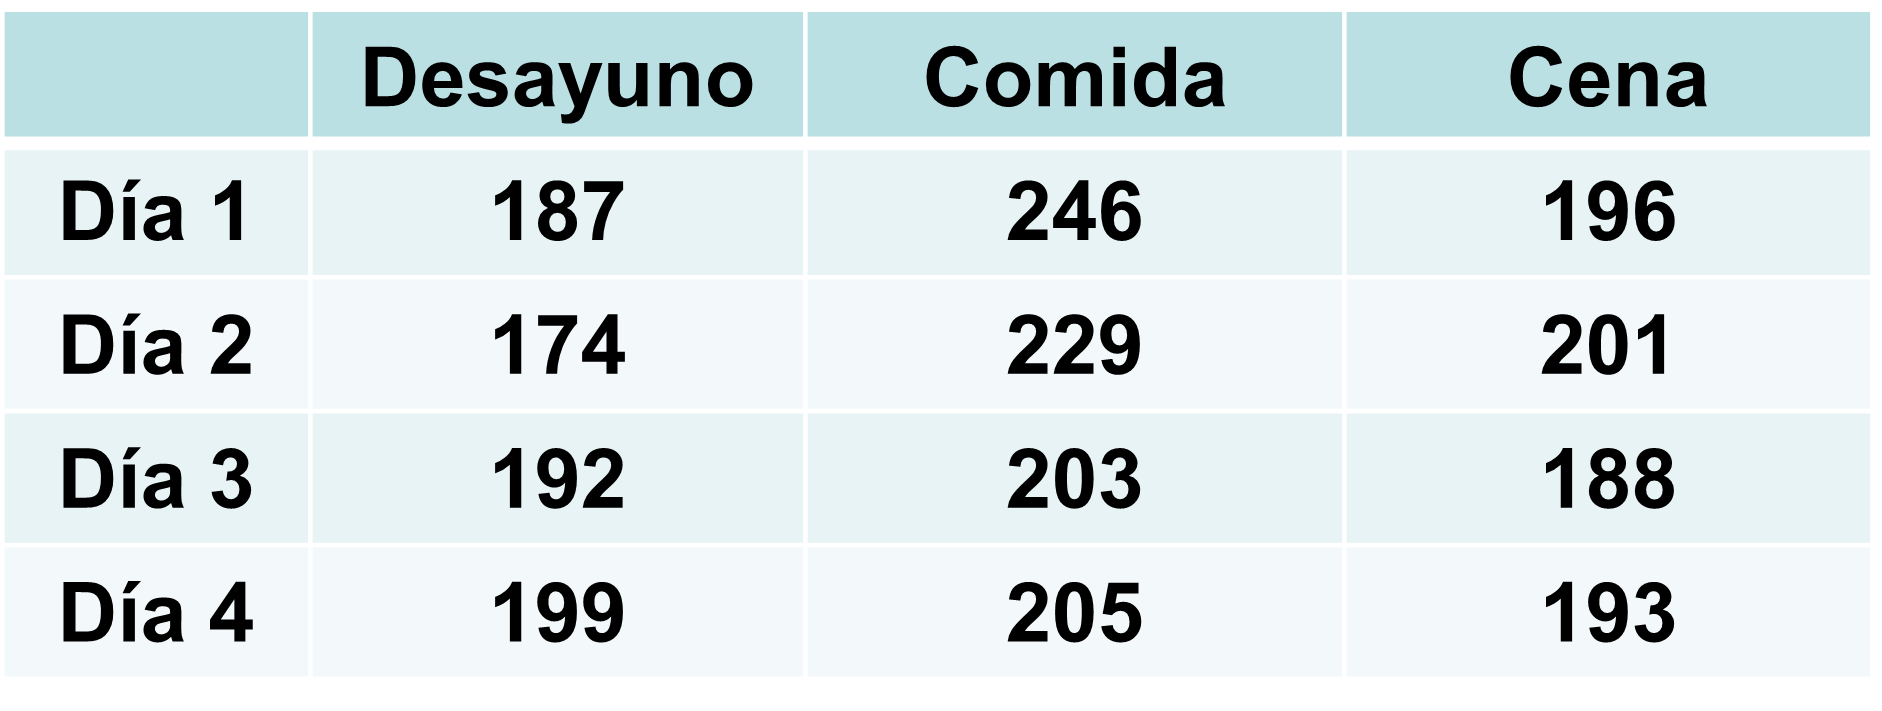 Desayuno Comida Cena
Día 1 187 246 196
Día 2 174 229 201
Día 3 192 203 188
Día 4 199 205 193